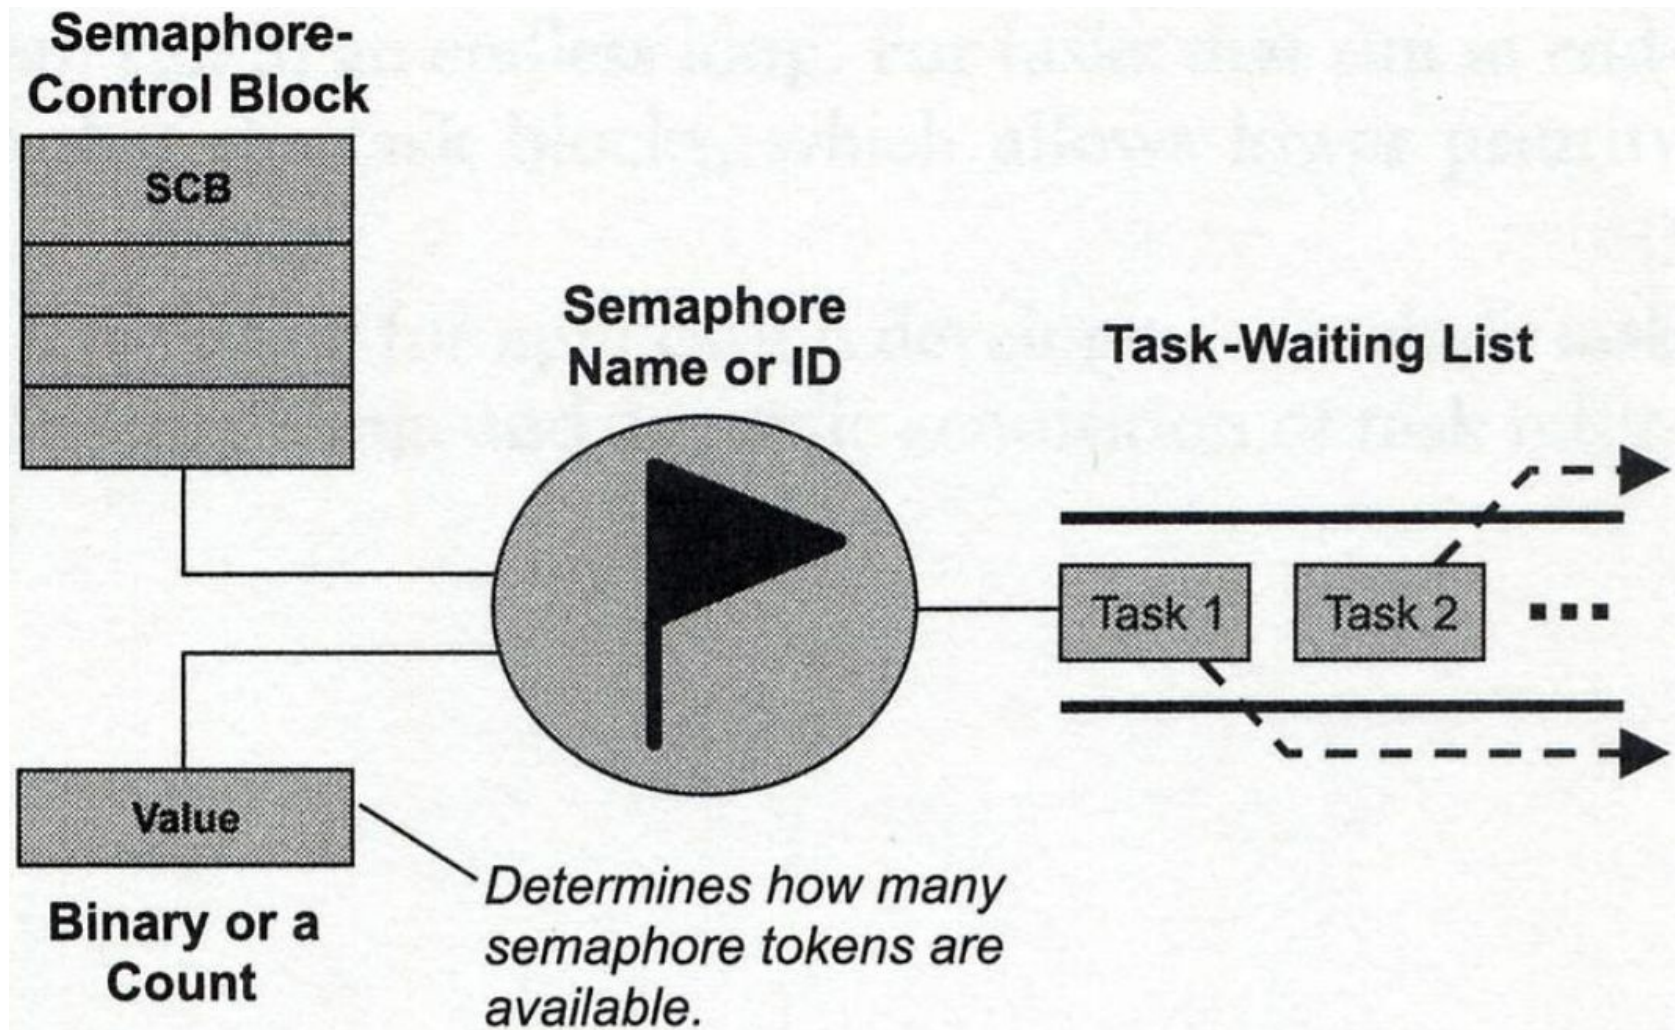 Semaphore-
Control Block
SCB
Semaphore
Name or ID
Task-Waiting List
Task 1
Task 2
Value
Binary or a
Count
Determines how many
semaphore tokens are
available.